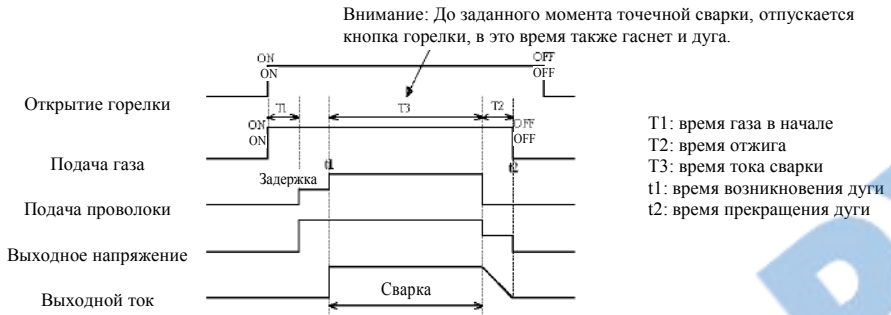 Внимание: До заданного момента точечной сварки, отпускается
кнопка горелки, в это время также гаснет и дуга.
ON
ON
OFF
OFF
Открытие горелки
T1
T3
T2
ON
ON
OFF
OFF
Подача газа
Задержка
t1
t2
Подача проволоки
Выходное напряжение
Выходной ток
Сварка
T1: время газа в начале
T2: время отжига
T3: время тока сварки
t1: время возникновения дуги
t2: время прекращения дуги